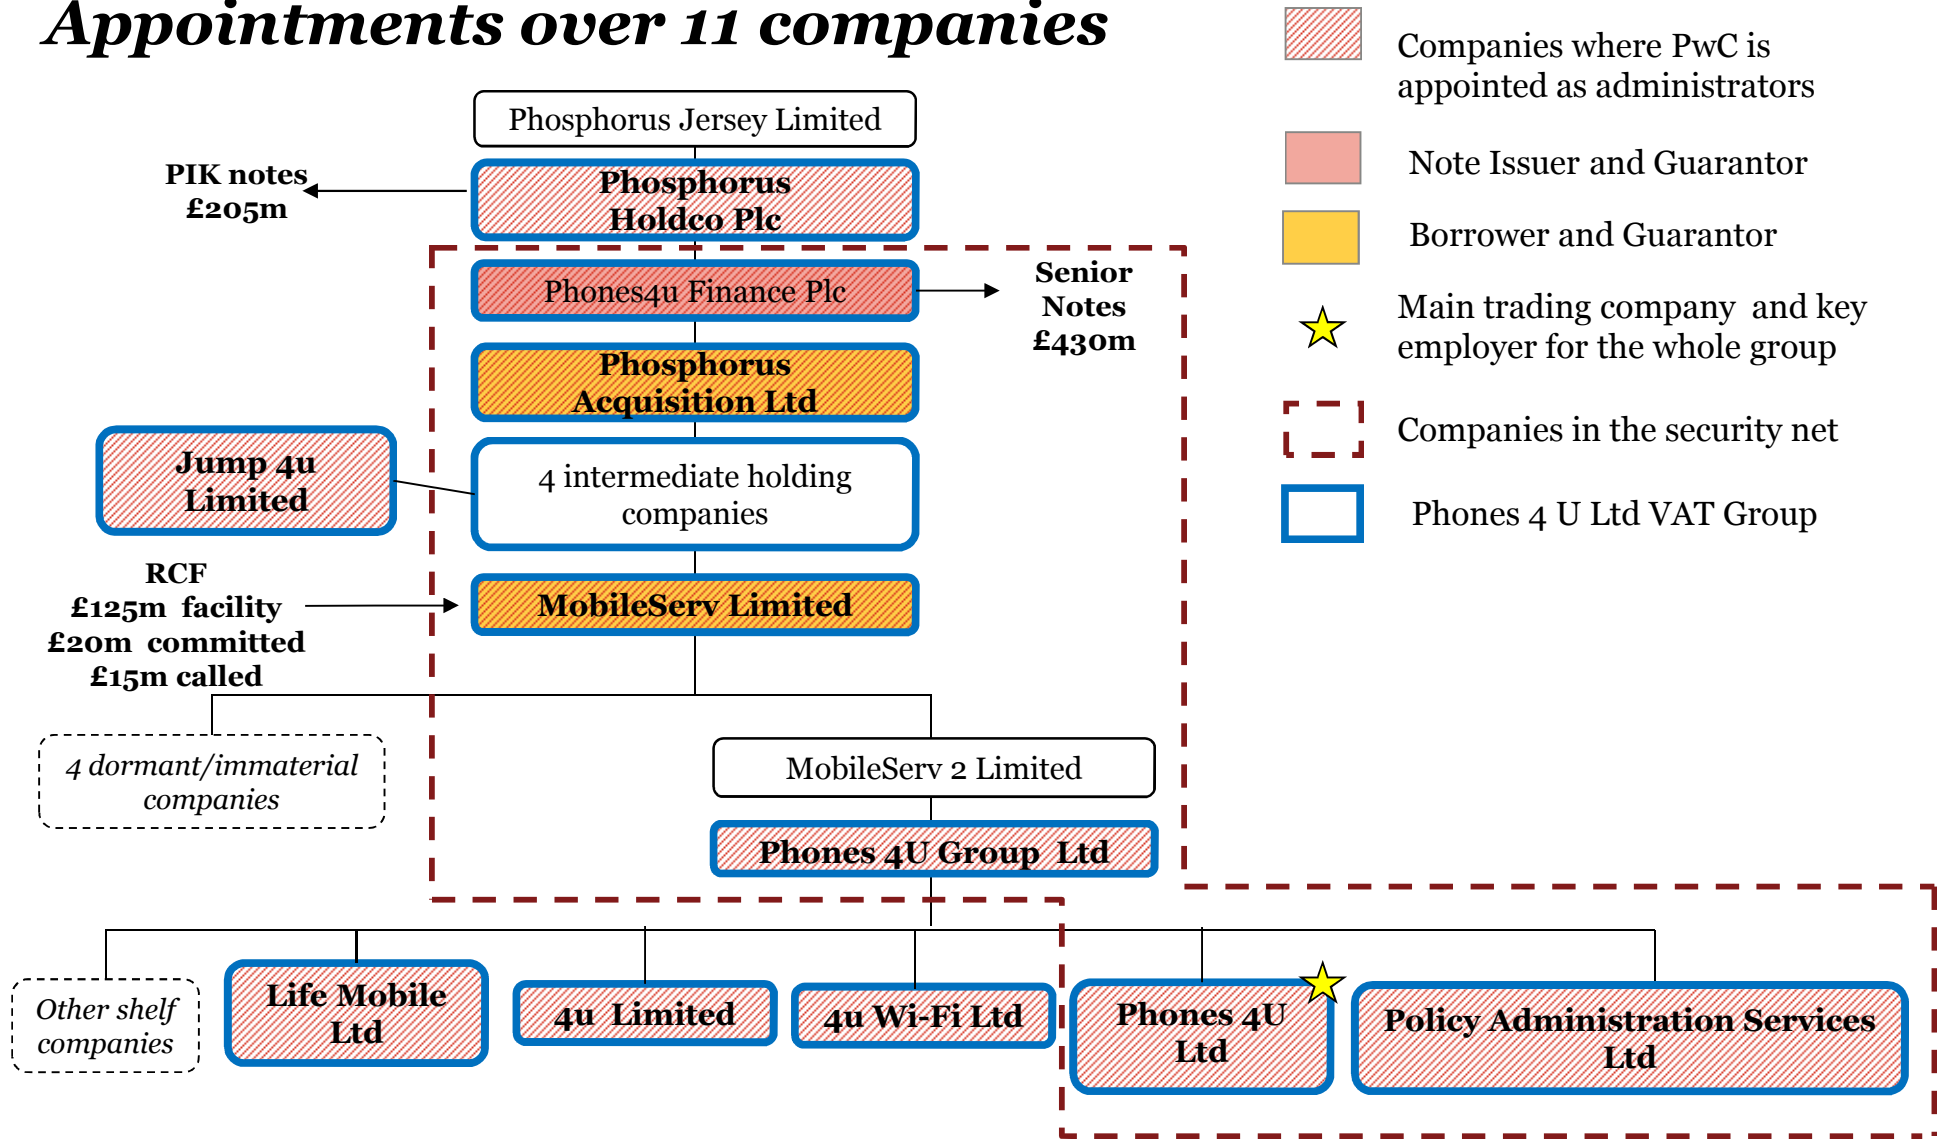 Appointments over 11 companies
Companies where PwC is
appointed as administrators
Note Issuer and Guarantor
Borrower and Guarantor
Main trading company  and key
employer for the whole group
Companies in the security net
Phones 4 U Ltd VAT Group
Phosphorus Jersey Limited
PIK notes
£205m
Phosphorus
Holdco Plc
Phones4u Finance Plc
Senior
Notes
£430m
Phosphorus
Acquisition Ltd
Jump 4u
Limited
4 intermediate holding
companies
RCF
£125m  facility
£20m  committed
£15m called
MobileServ Limited
4 dormant/immaterial
companies
MobileServ 2 Limited
Phones 4U Group  Ltd
Other shelf
companies
Life Mobile
Ltd
4u  Limited
4u Wi-Fi Ltd
Phones 4U
Ltd
Policy Administration Services
Ltd